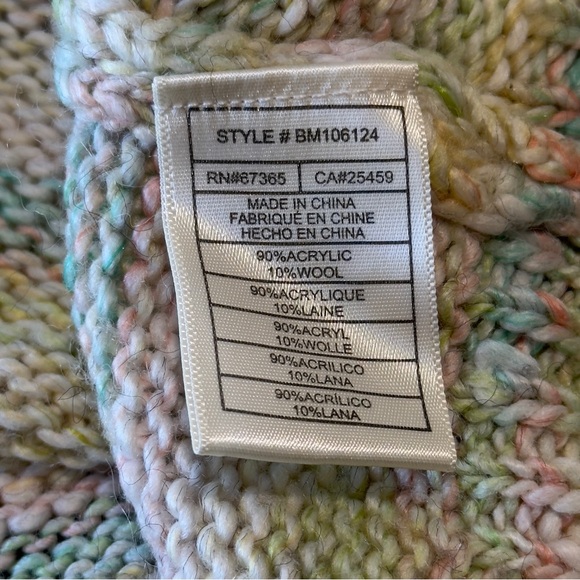 STYLE # BM106124
RN#67365 CA#25459
MADE IN CHINA
FABRIQUÉ EN CHINE
HECHO EN CHINA
90%ACRYLIC
10%WOOL
90%ACRYLIQUE
10%LAINE
90%ACRYL
10%WOLLE
90%ACRILICO
10%LANA
90%ACRÍLICO
10%LANA